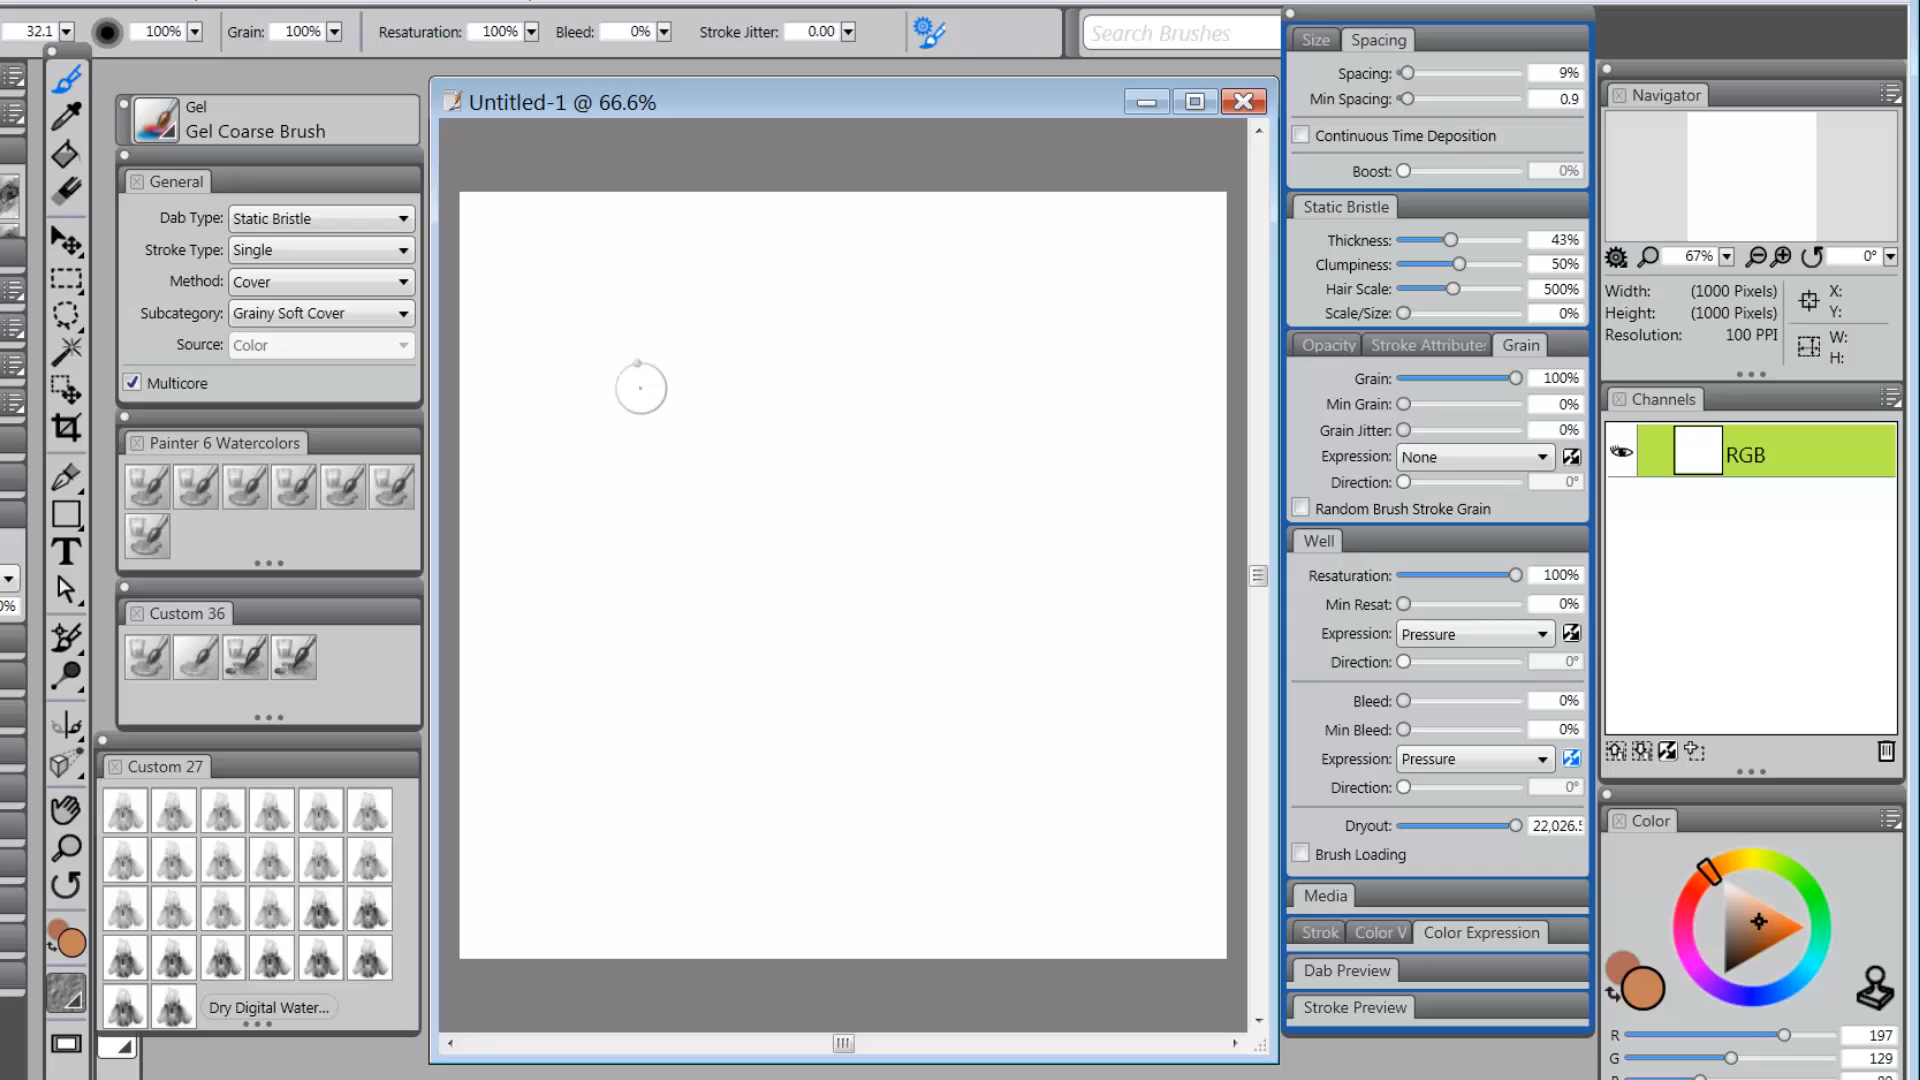 32.1
100%
Grain: 100%
Resaturation: 100%
Bleed: 0%
Stroke Jitter: 0.00
Search Brushes
Gel
Gel Coarse Brush
General
Dab Type: Static Bristle
Stroke Type: Single
Method: Cover
Subcategory: Grainy Soft Cover
Source: Color
Multicore
Painter 6 Watercolors
Custom 36
Custom 27
Dry Digital Water...
T
0%
Untitled-1 @ 66.6%
Size Spacing
Spacing: 9%
Min Spacing: 0.9
Continuous Time Deposition
Boost: 0%
Static Bristle
Thickness: 43%
Clumpiness: 50%
Hair Scale: 500%
Scale/Size: 0%
Opacity Stroke Attribute: Grain
Grain: 100%
Min Grain: 0%
Grain Jitter: 0%
Expression: None
Direction: 0°
Random Brush Stroke Grain
Well
Resaturation: 100%
Min Resat: 0%
Expression: Pressure
Direction: 0°
Bleed: 0%
Min Bleed: 0%
Expression: Pressure
Direction: 0°
Dryout: 22,026.5
Brush Loading
Media
Strok Color V Color Expression
Dab Preview
Stroke Preview
Navigator
67% 0°
Width: (1000 Pixels) X:
Height: (1000 Pixels) Y:
Resolution: 100 PPI W:
H:
Channels
RGB
Color
R 197
G 129